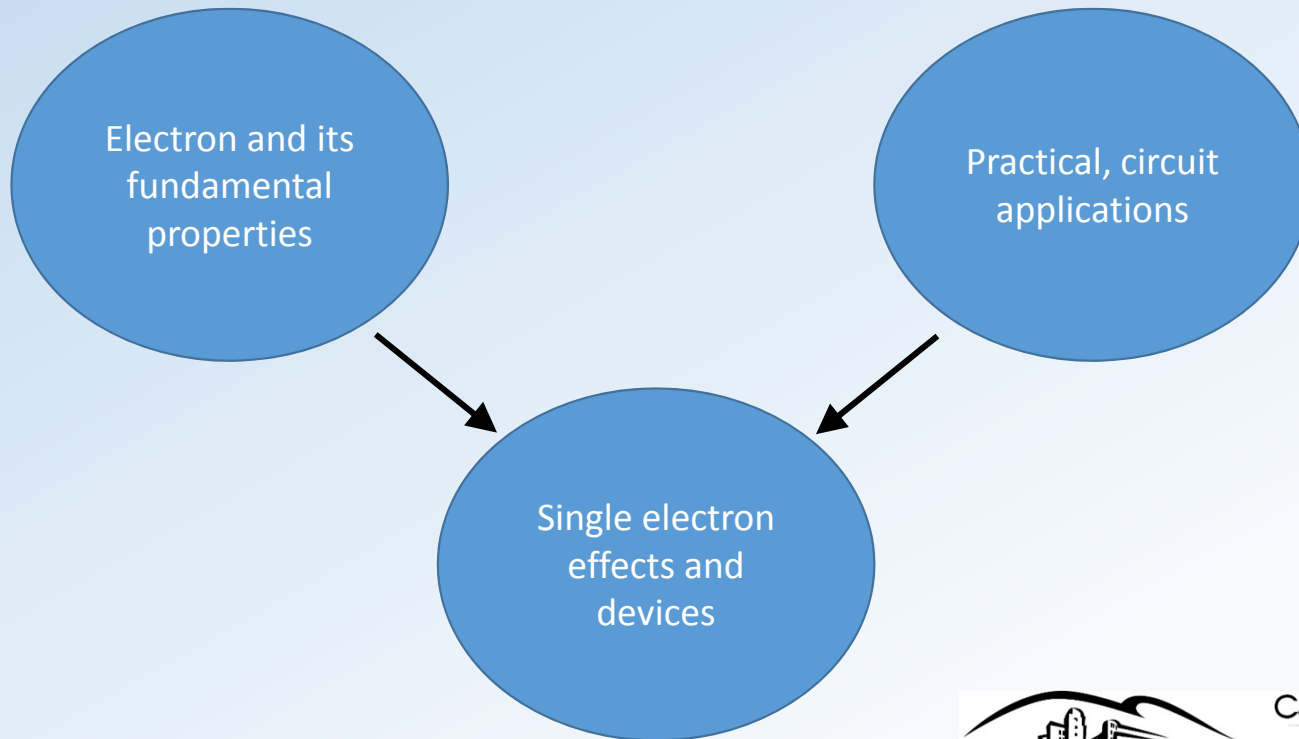 Electron and its
fundamental
properties
Practical, circuit
applications
Single electron
effects and
devices